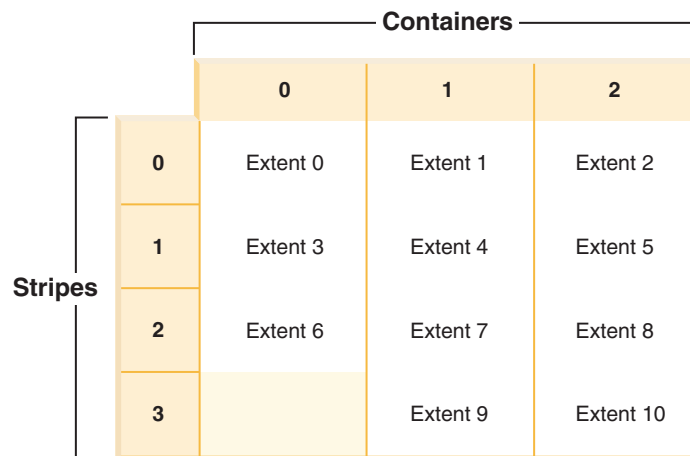 Containers
0 1 2
0 Extent 0 Extent 1 Extent 2
1 Extent 3 Extent 4 Extent 5
Stripes
2 Extent 6 Extent 7 Extent 8
3 Extent 9 Extent 10